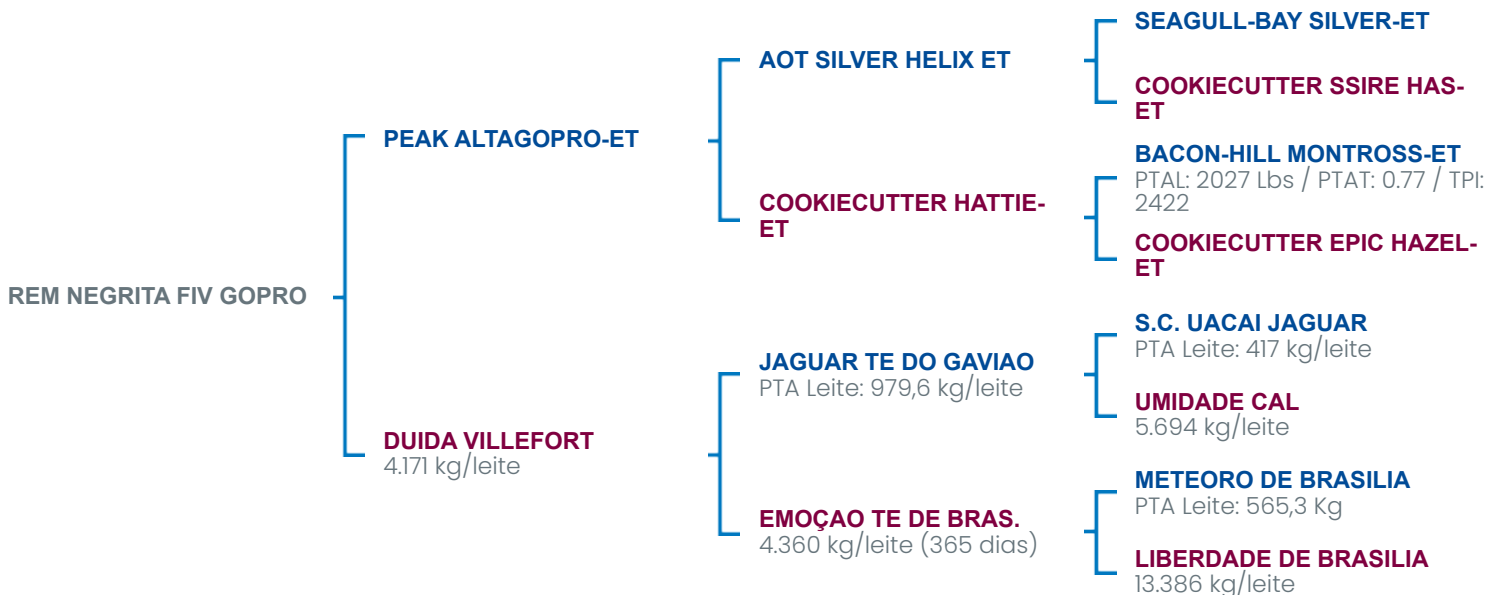 SEAGULL-BAY SILVER-ET
AOT SILVER HELIX ET
COOKIECUTTER SSIRE HAS-
ET
PEAK ALTAGOPRO-ET
BACON-HILL MONTROSS-ET
PTAL: 2027 Lbs / PTAT: 0.77 / TPI:
2422
COOKIECUTTER HATTIE-
ET
COOKIECUTTER EPIC HAZEL-
ET
REM NEGRITA FIV GOPRO
S.C. UACAI JAGUAR
PTA Leite: 417 kg/leite
JAGUAR TE DO GAVIAO
PTA Leite: 979,6 kg/leite
UMIDADE CAL
5.694 kg/leite
DUIDA VILLEFORT
4.171 kg/leite
METEORO DE BRASILIA
PTA Leite: 565,3 Kg
EMOÇAO TE DE BRAS.
4.360 kg/leite (365 dias)
LIBERDADE DE BRASILIA
13.386 kg/leite